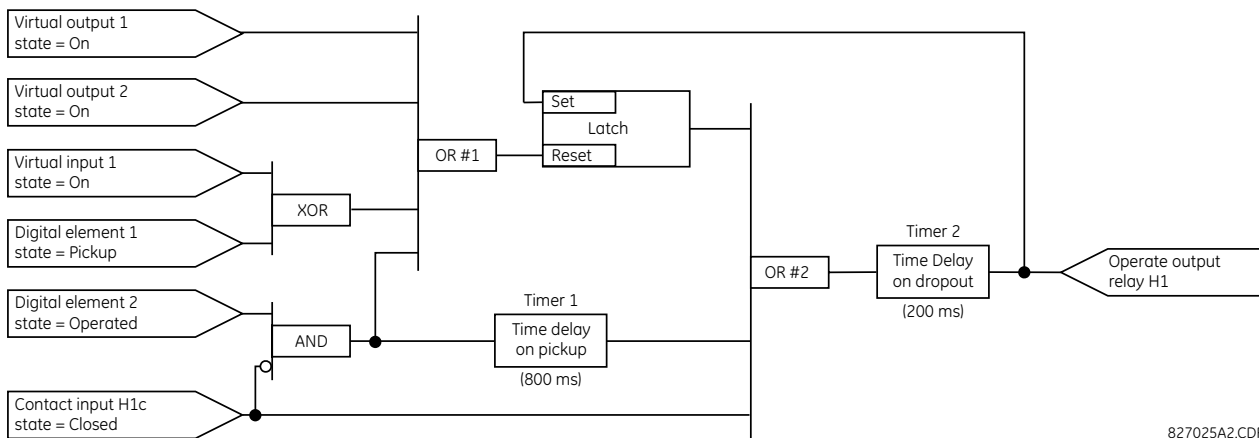 Virtual output 1
state = On
Virtual output 2
state = On
Virtual input 1
state = On
Digital element 1
state = Pickup
Digital element 2
state = Operated
Contact input H1c
state = Closed
XOR
AND
OR #1
Set
Latch
Reset
Timer 1
Time delay
on pickup
(800 ms)
OR #2
Timer 2
Time Delay
on dropout
(200 ms)
Operate output
relay H1